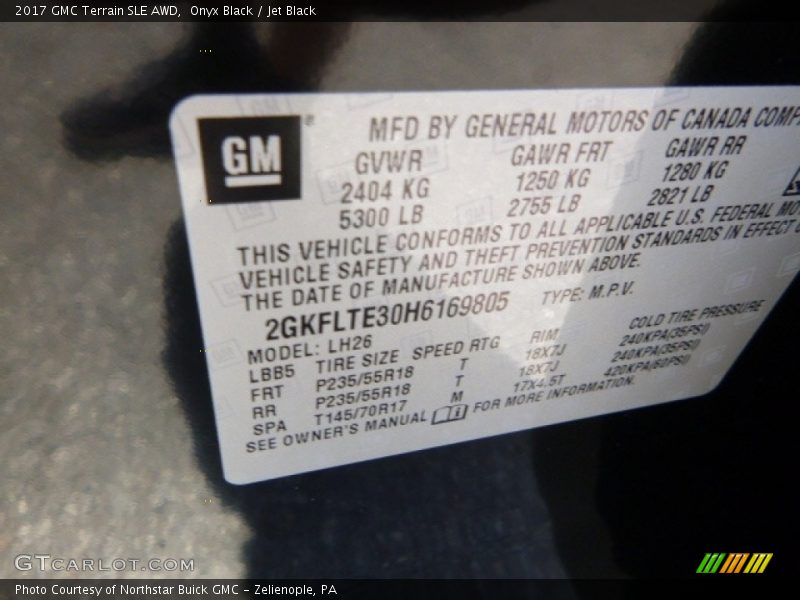 2017 GMC Terrain SLE AWD,  Onyx Black / Jet Black
GM®
MFD BY GENERAL MOTORS OF CANADA
GVWR GAWR FRT GAWR RR
2404 KG 1250 KG 1280 KG
5300 LB 2755 LB 2821 LB
THIS VEHICLE CONFORMS TO ALL APPLICABLE U.S. FEDERAL
VEHICLE SAFETY AND THEFT PREVENTION STANDARDS IN EFFECT
THE DATE OF MANUFACTURE SHOWN ABOVE.
2GKFLTE30H6169805 TYPE: M.P.V.
MODEL: LH26
LBB5 TIRE SIZE SPEED RTG RIM COLD TIRE PRESSURE
FRT P235/55R18 T 18X7J 240KPA(35PSI)
RR P235/55R18 T 18X7J 240KPA(35PSI)
SPA T145/70R17 M 17X4.5T 420KPA(62PSI)
SEE OWNER'S MANUAL FOR MORE INFORMATION.
GTCARLOT.COM
Photo Courtesy of Northstar Buick GMC - Zelienople, PA